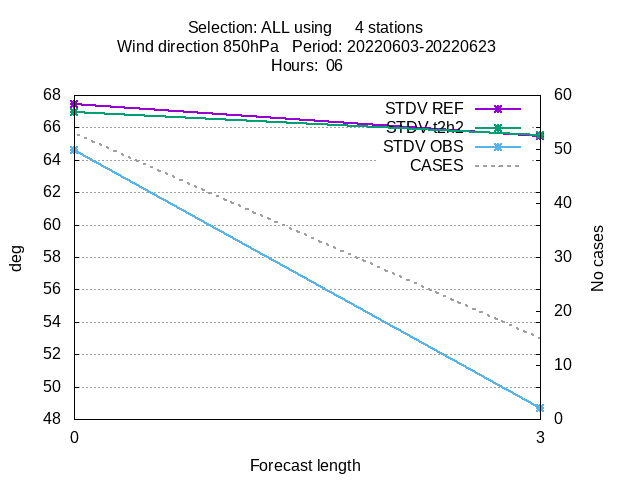 Selection: ALL using     4 stations
Wind direction 850hPa   Period: 20220603-20220623
Hours:  06
68
66
64
62
60
58
56
54
52
50
48
deg
60
50
40
30
20
10
0
No cases
STDV REF
STDV t2h2
STDV OBS
CASES
0
3
Forecast length